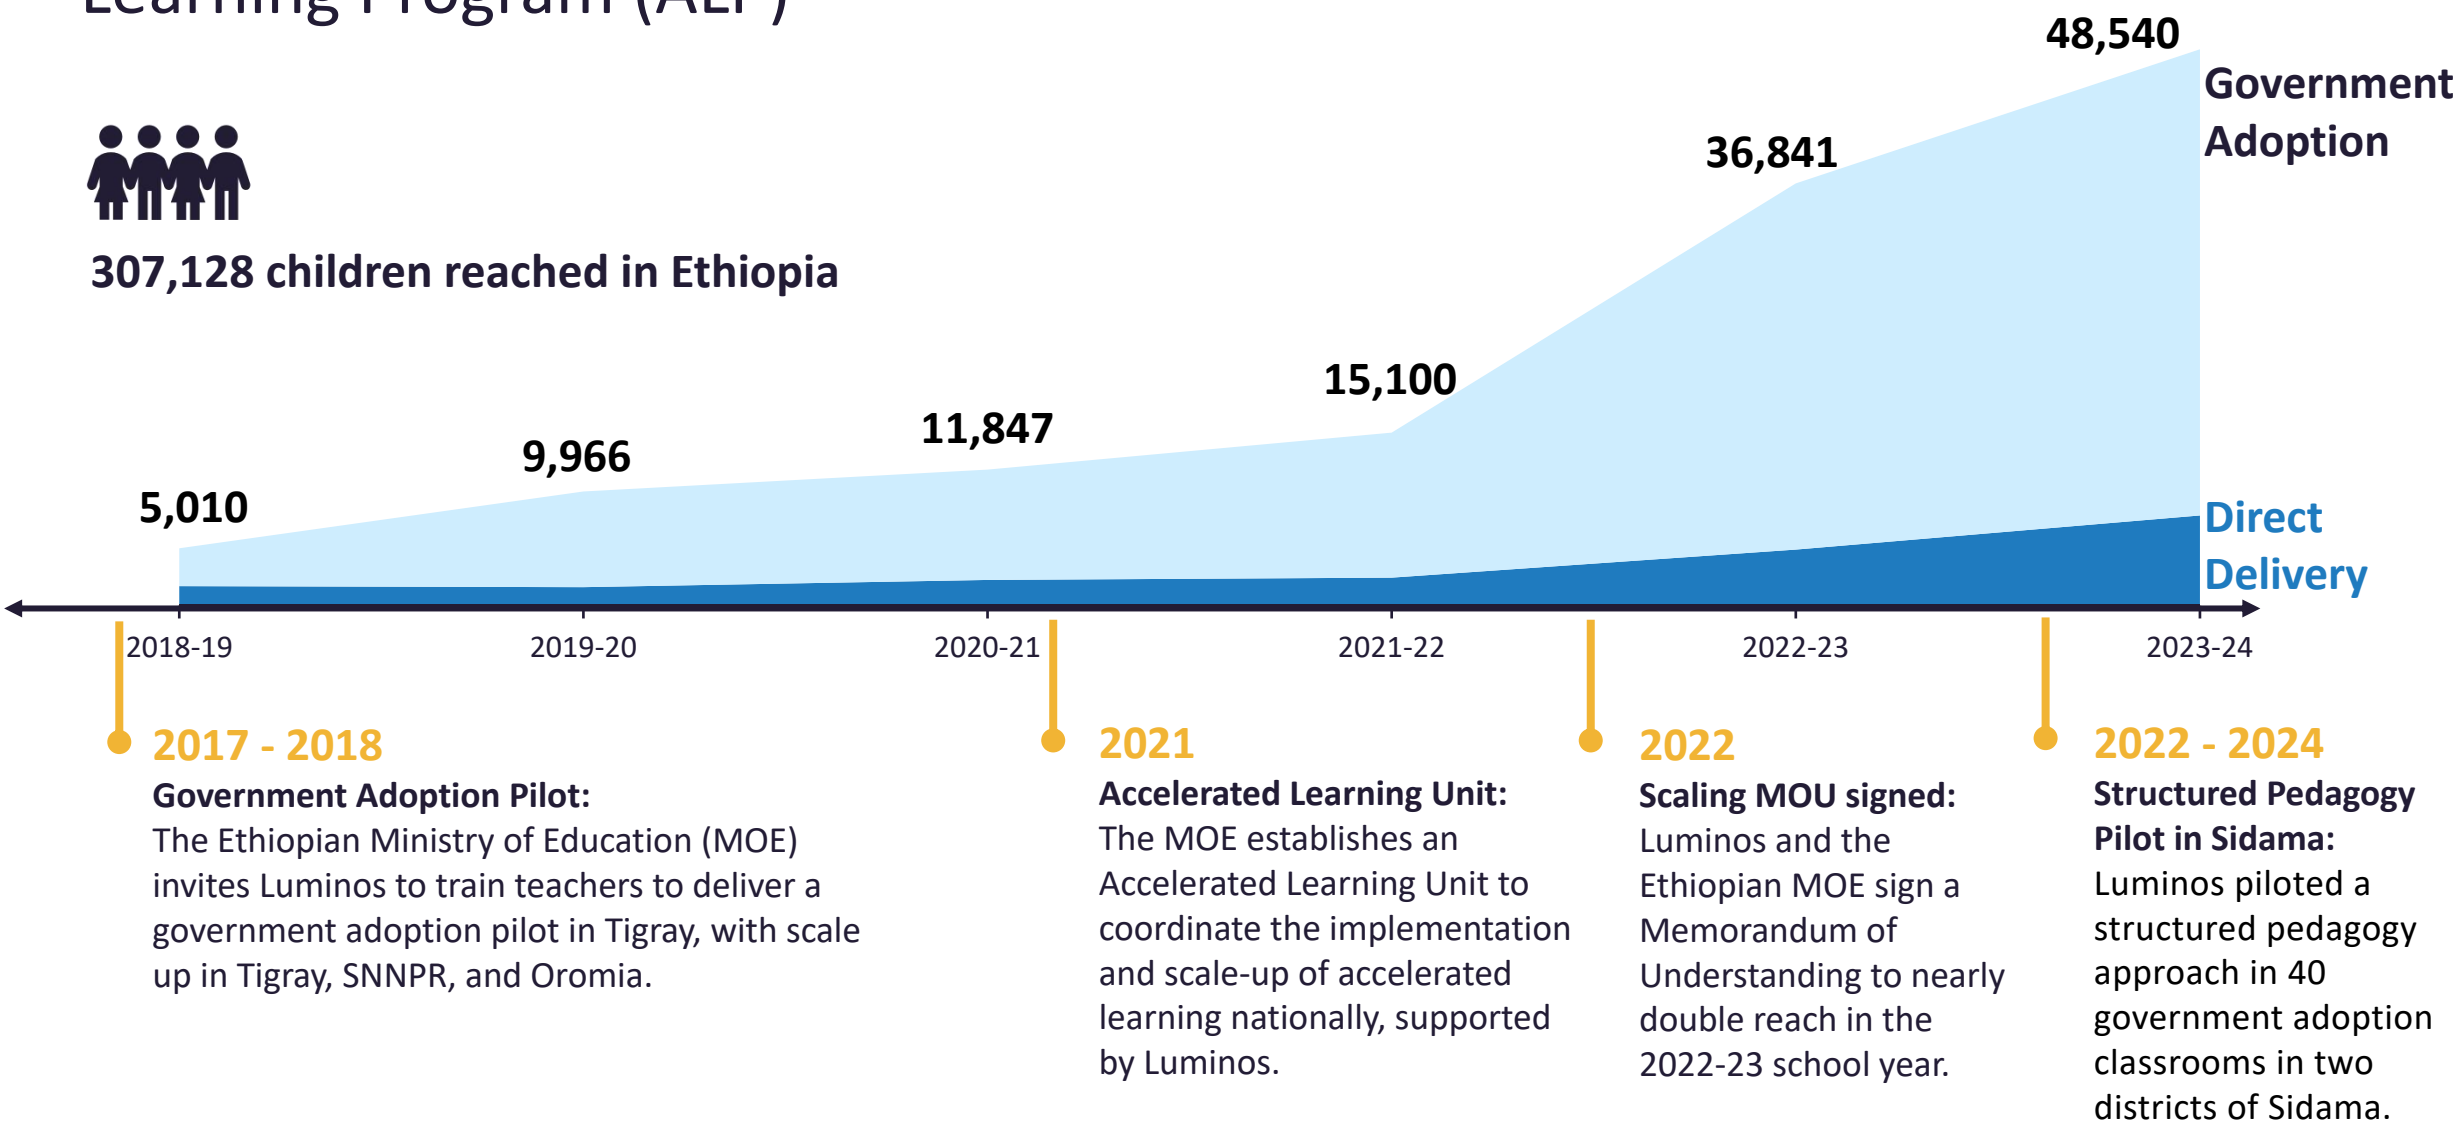 Learning Program (ALP)
48,540
Government
Adoption
36,841
307,128 children reached in Ethiopia
15,100
11,847
9,966
5,010
Direct
Delivery
2018-19
2019-20
2020-21
2021-22
2022-23
2023-24
2017 - 2018
Government Adoption Pilot:
The Ethiopian Ministry of Education (MOE)
invites Luminos to train teachers to deliver a
government adoption pilot in Tigray, with scale
up in Tigray, SNNPR, and Oromia.
2021
Accelerated Learning Unit:
The MOE establishes an
Accelerated Learning Unit to
coordinate the implementation
and scale-up of accelerated
learning nationally, supported
by Luminos.
2022
Scaling MOU signed:
Luminos and the
Ethiopian MOE sign a
Memorandum of
Understanding to nearly
double reach in the
2022-23 school year.
2022 - 2024
Structured Pedagogy
Pilot in Sidama:
Luminos piloted a
structured pedagogy
approach in 40
government adoption
classrooms in two
districts of Sidama.